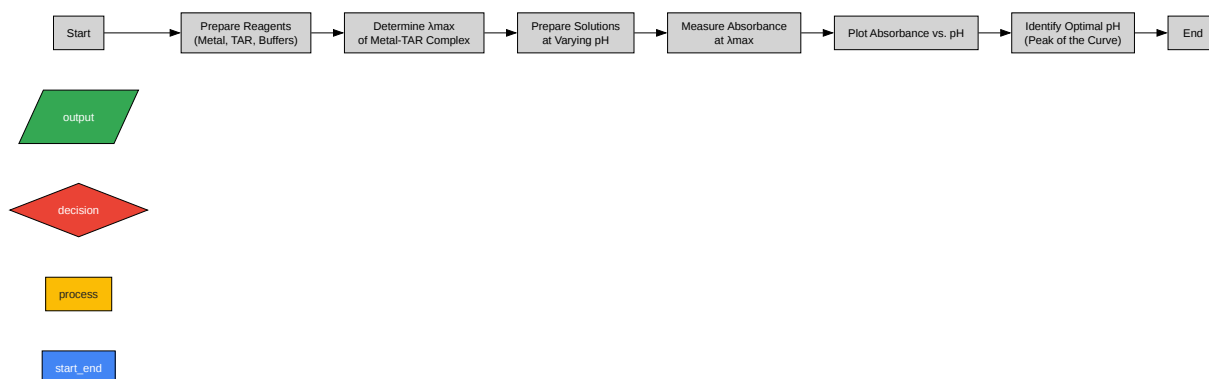 Start
Prepare Reagents
(Metal, TAR, Buffers)
Determine λmax
of Metal-TAR Complex
Prepare Solutions
at Varying pH
Measure Absorbance
at λmax
Plot Absorbance vs. pH
Identify Optimal pH
(Peak of the Curve)
End
output
decision
process
start_end